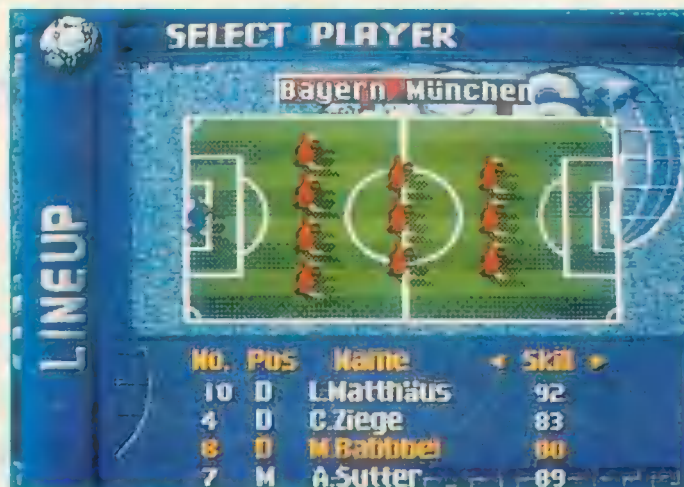 SELECT PLAYER
Bayern München
LINEUP
No. Pos Name Skill
10 D L.Matthäus 92
4 D C.Ziege 83
8 D M.Babbbel 80
7 M A.Sutter 89